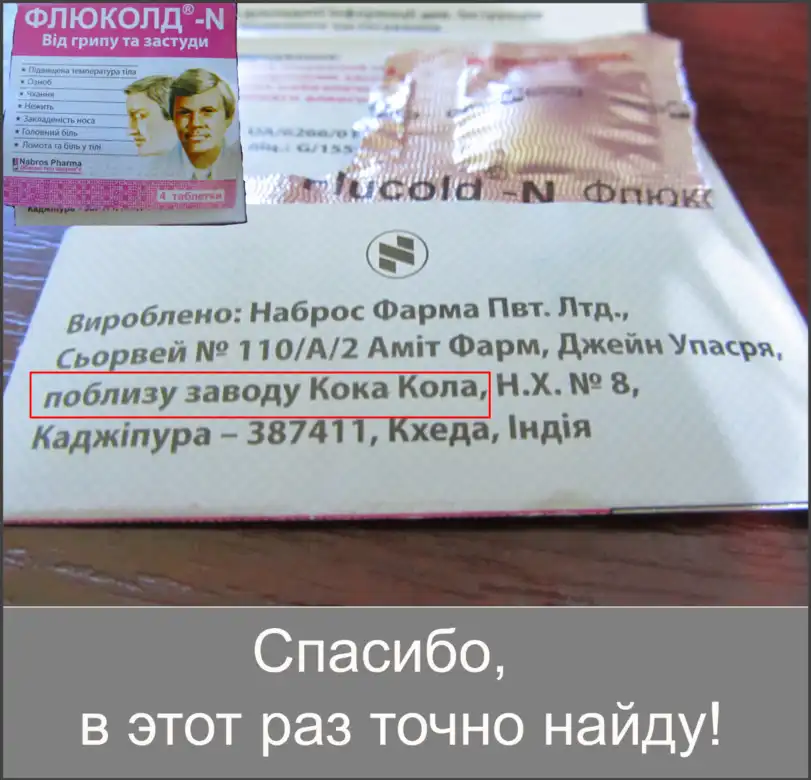 ФЛЮКОЛД®-N
Від грипу та застуди
Підвищена температура тіла
Озноб
Чхання
Нежить
Закладеність носа
Головний біль
Ломота та біль у тілі
Nabros Pharma
4 таблетки
lucold®-N ФЛЮКО
Вироблено: Наброс Фарма Пвт. Лтд.,
Сьорвей № 110/А/2 Аміт Фарм, Джейн Упасря,
поблизу заводу Кока Кола, Н.Х. № 8,
Каджіпура – 387411, Кхеда, Індія
Спасибо,
в этот раз точно найду!